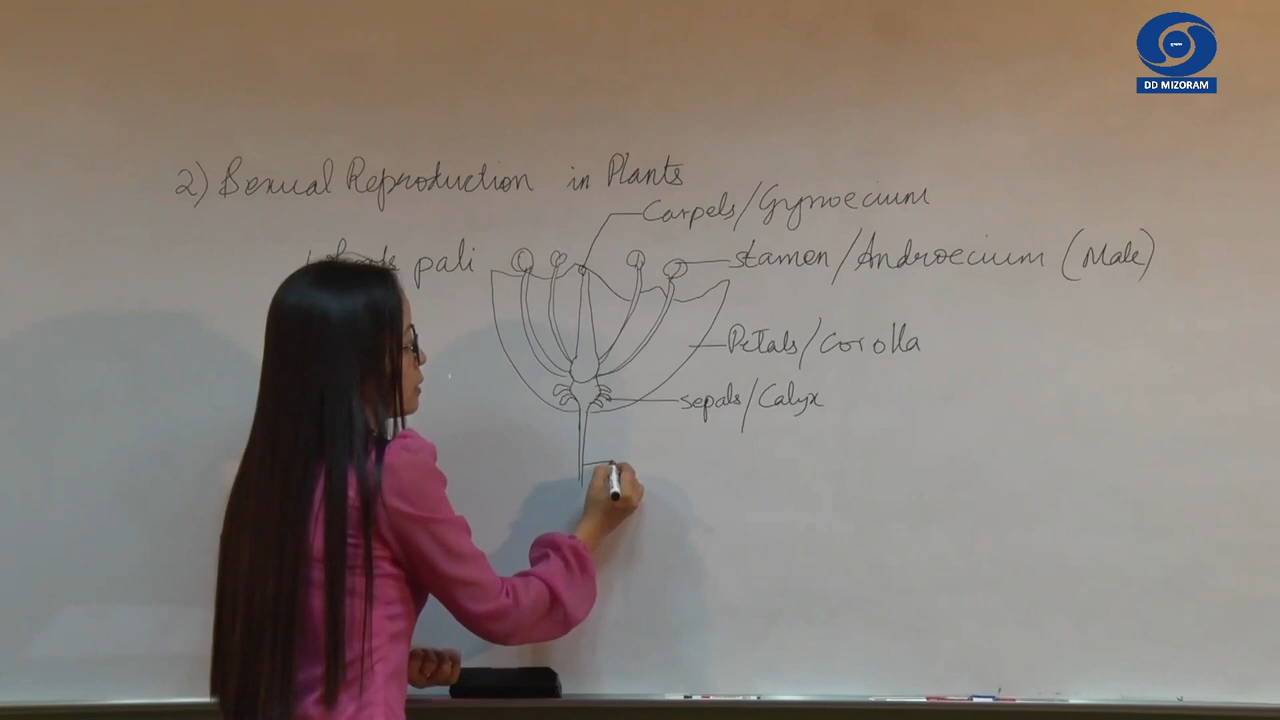 DD MIZORAM
2) Sexual Reproduction in Plants
Carpels/Gynoecium
pali
stamen/Androecium (Male)
Petals/Corolla
sepals/Calyx